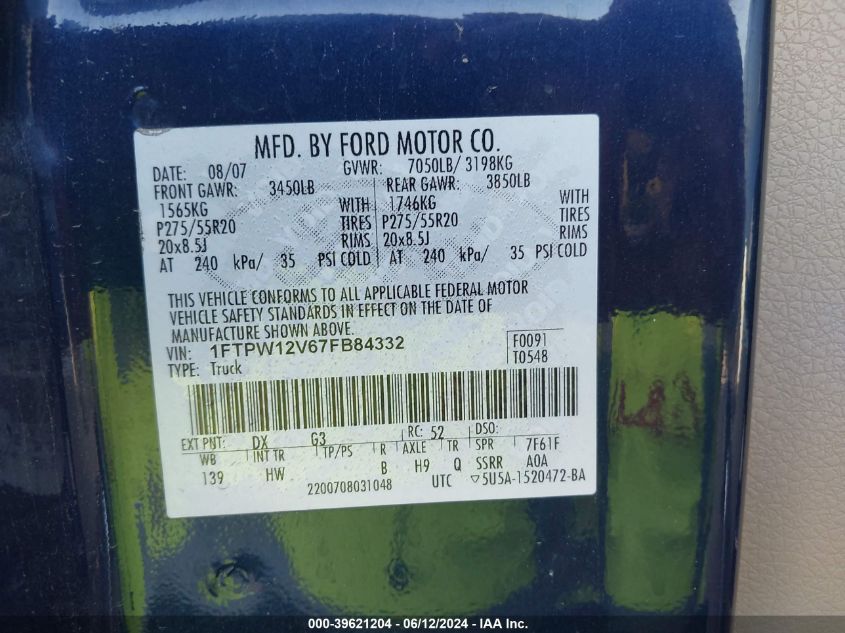 MFD. BY FORD MOTOR CO.
DATE: 08/07 GVWR: 7050LB/ 3198KG
FRONT GAWR: 3450LB REAR GAWR: 3850LB
1565KG WITH 1746KG WITH
P275/55R20 TIRES P275/55R20 TIRES
20x8.5J RIMS 20x8.5J RIMS
AT 240 kPa/ 35 PSI COLD AT 240 kPa/ 35 PSI COLD
THIS VEHICLE CONFORMS TO ALL APPLICABLE FEDERAL MOTOR
VEHICLE SAFETY STANDARDS IN EFFECT ON THE DATE OF
MANUFACTURE SHOWN ABOVE.
VIN: 1FTPW12V67FB84332 F0091
TYPE: Truck T0548
EXT PNT: DX G3 RC: 52 DSO:
WB INT TR TP/PS R AXLE TR SPR 7F61F
139 HW B H9 Q SSRR A0A
2200708031048 UTC ▽5U5A-1520472-BA
000-39621204 - 06/12/2024 - IAA Inc.